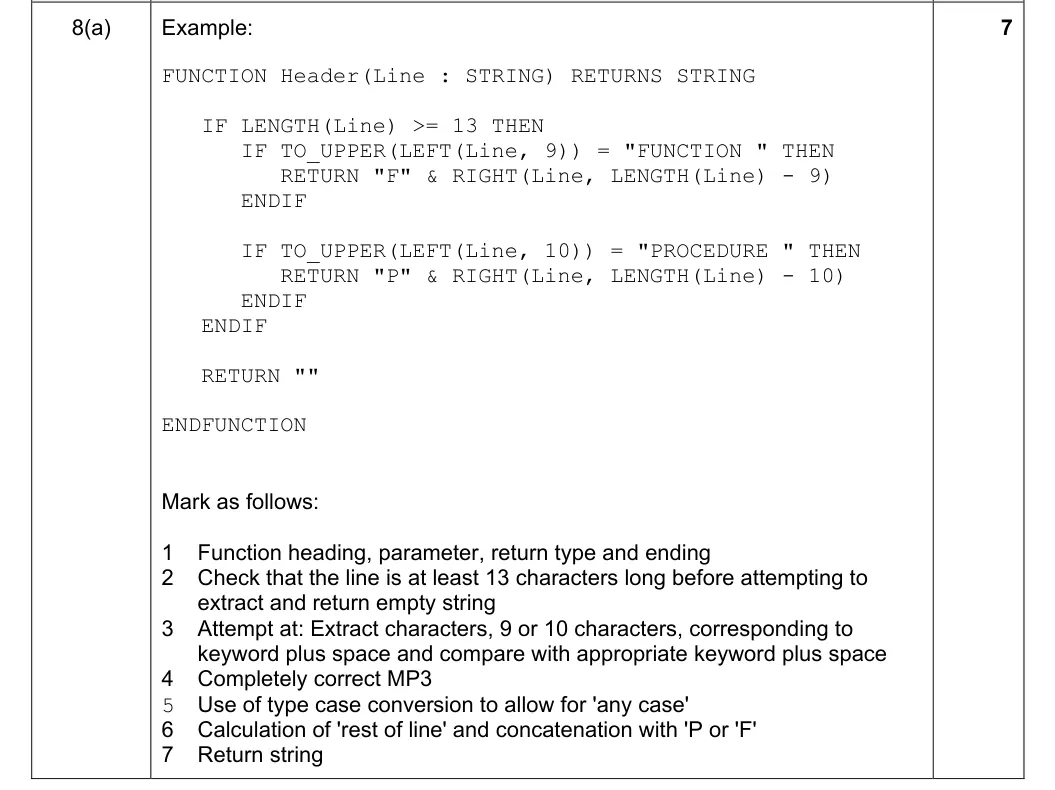 8(a) Example: 7
FUNCTION Header(Line : STRING) RETURNS STRING
IF LENGTH(Line) >= 13 THEN
IF TO_UPPER(LEFT(Line, 9)) = "FUNCTION " THEN
RETURN "F" & RIGHT(Line, LENGTH(Line) - 9)
ENDIF
IF TO_UPPER(LEFT(Line, 10)) = "PROCEDURE " THEN
RETURN "P" & RIGHT(Line, LENGTH(Line) - 10)
ENDIF
ENDIF
RETURN ""
ENDFUNCTION
Mark as follows:
1 Function heading, parameter, return type and ending
2 Check that the line is at least 13 characters long before attempting to
extract and return empty string
3 Attempt at: Extract characters, 9 or 10 characters, corresponding to
keyword plus space and compare with appropriate keyword plus space
4 Completely correct MP3
5 Use of type case conversion to allow for 'any case'
6 Calculation of 'rest of line' and concatenation with 'P or 'F'
7 Return string